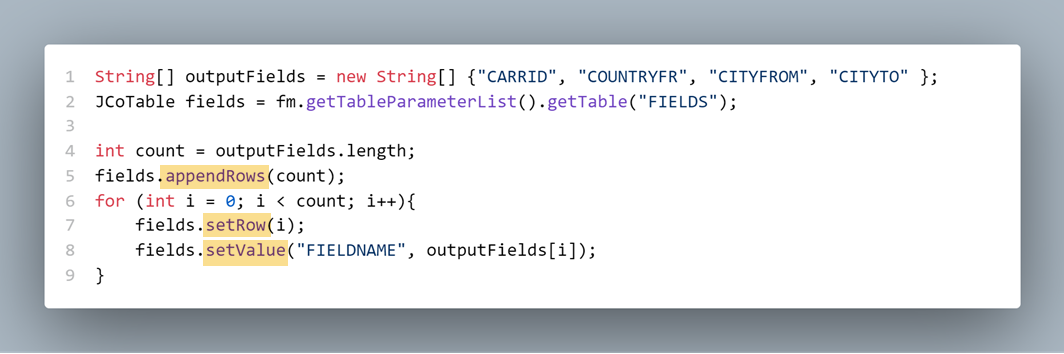 1 String[] outputFields = new String[] {"CARRID", "COUNTRYFR", "CITYFROM", "CITYTO" };
2 JCoTable fields = fm.getTableParameterList().getTable("FIELDS");
3
4 int count = outputFields.length;
5 fields.appendRows(count);
6 for (int i = 0; i < count; i++){
7     fields.setRow(i);
8     fields.setValue("FIELDNAME", outputFields[i]);
9 }